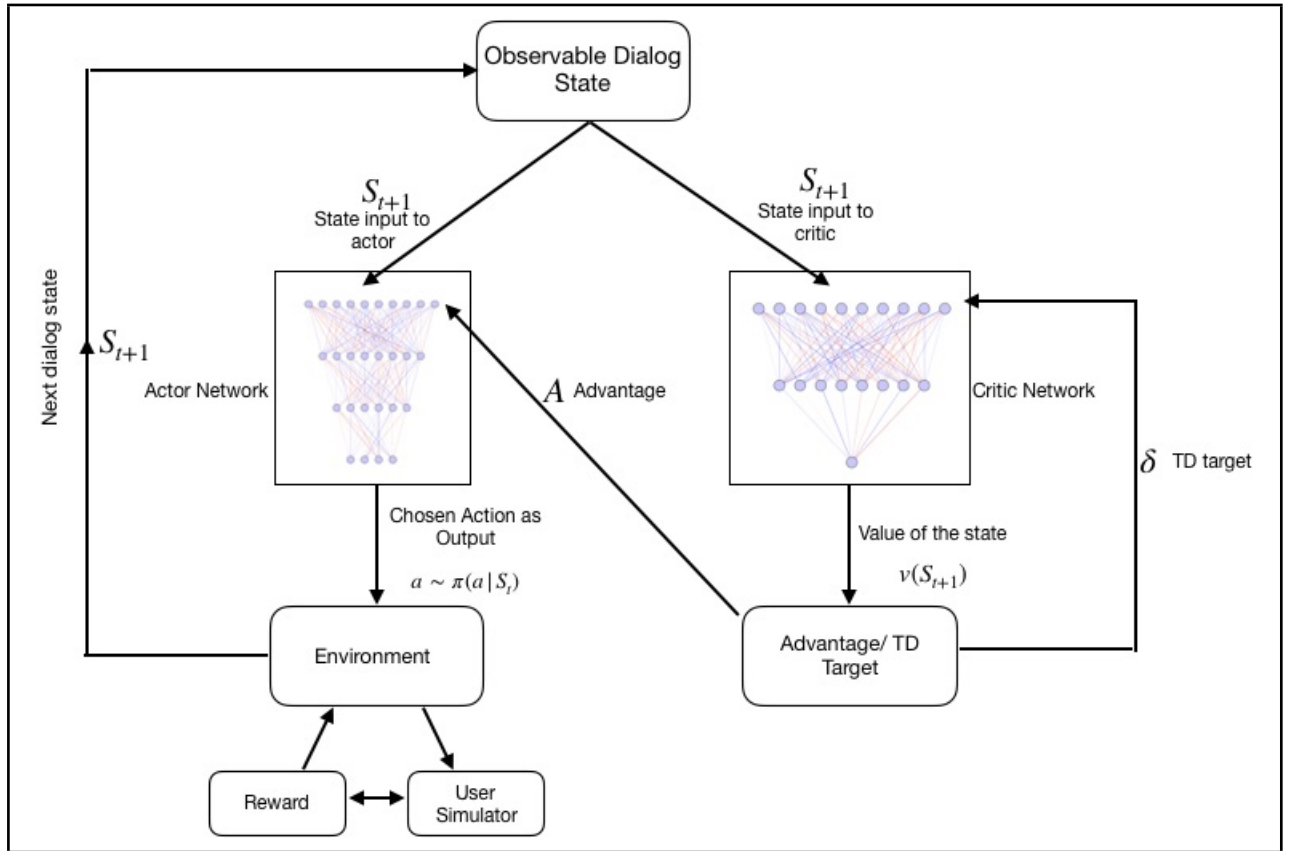 Observable Dialog
State
S_{t+1}
State input to
actor
S_{t+1}
State input to
critic
Next dialog state
S_{t+1}
Actor Network
A Advantage
Critic Network
δ TD target
Chosen Action as
Output
a ~ π(a|S_t)
Value of the state
v(S_{t+1})
Environment
Advantage/ TD
Target
Reward
User
Simulator